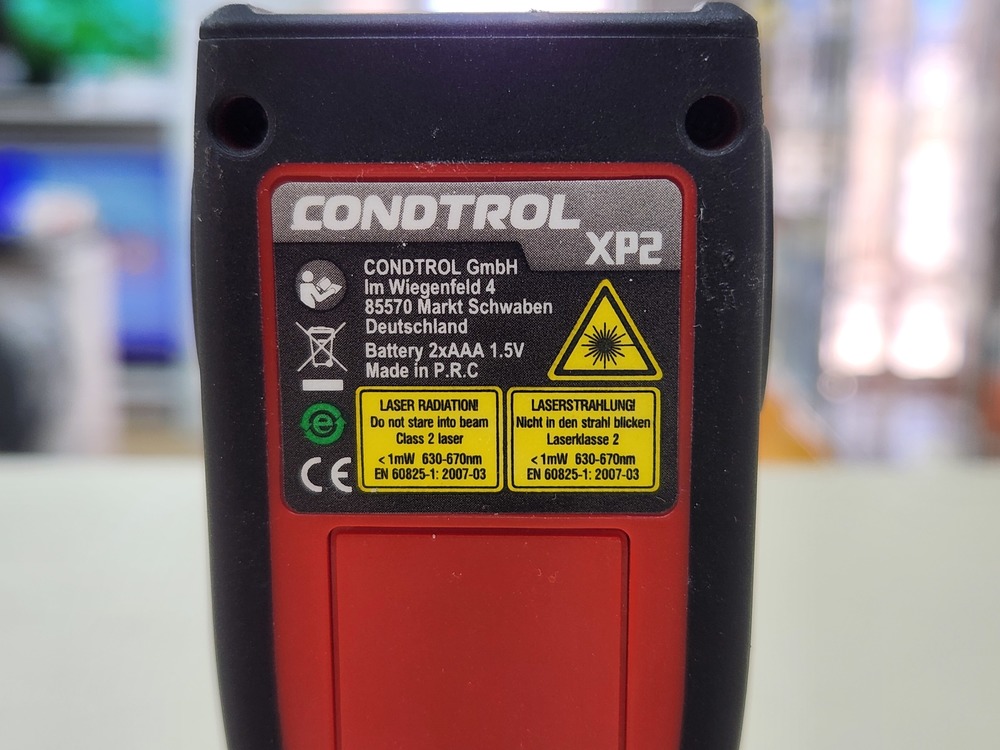 CONDTROL
XP2
CONDTROL GmbH
Im Wiegenfeld 4
85570 Markt Schwaben
Deutschland
Battery 2xAAA 1.5V
Made in P.R.C
LASER RADIATION!
Do not stare into beam
Class 2 laser
< 1mW 630-670nm
EN 60825-1: 2007-03
LASERSTRAHLUNG!
Nicht in den strahl blicken
Laserklasse 2
< 1mW 630-670nm
EN 60825-1: 2007-03
e
CE